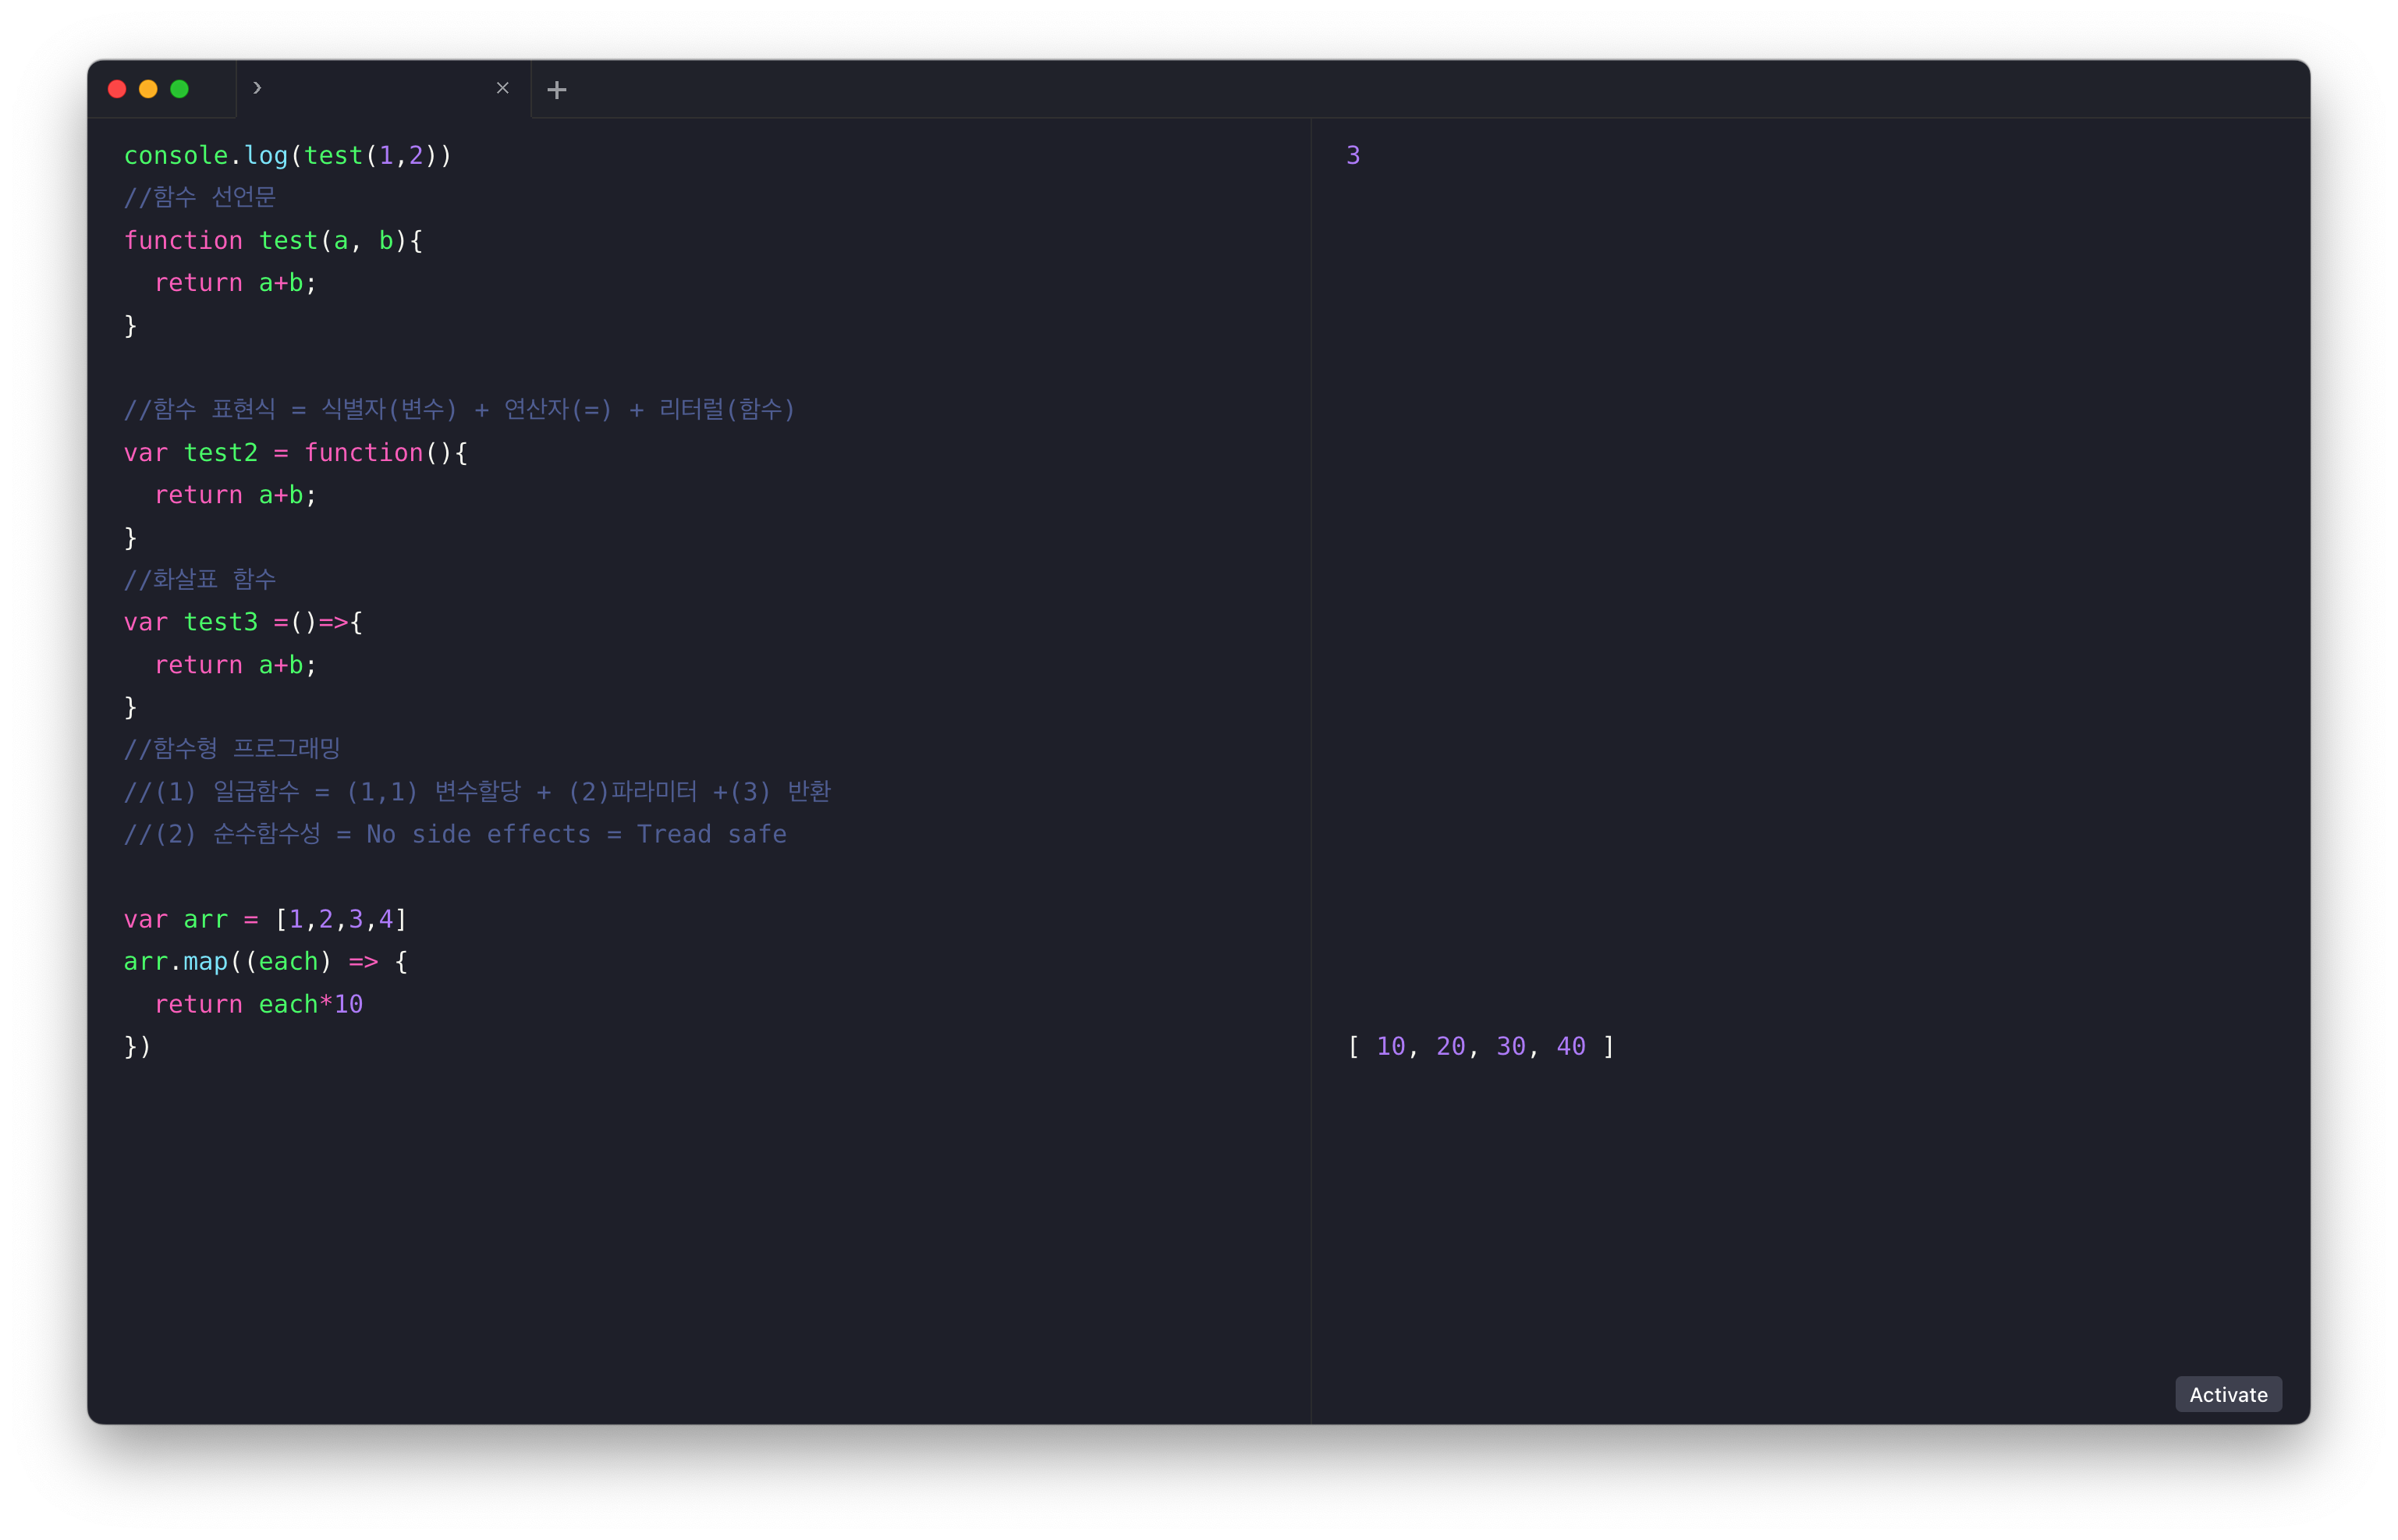 console.log(test(1,2))
3
//함수 선언문
function test(a, b){
  return a+b;
}
//함수 표현식 = 식별자(변수) + 연산자(=) + 리터럴(함수)
var test2 = function(){
  return a+b;
}
//화살표 함수
var test3 =()=>{
  return a+b;
}
//함수형 프로그래밍
//(1) 일급함수 = (1,1) 변수할당 + (2)파라미터 +(3) 반환
//(2) 순수함수성 = No side effects = Tread safe
var arr = [1,2,3,4]
arr.map((each) => {
  return each*10
})
[ 10, 20, 30, 40 ]
Activate